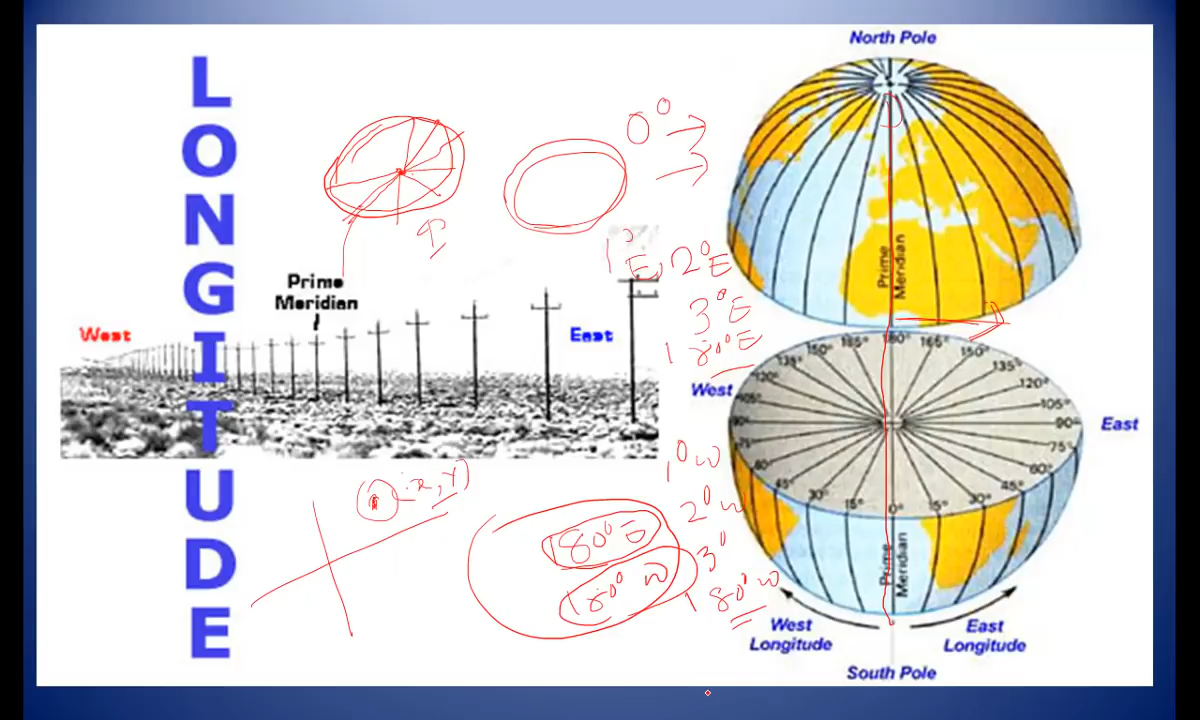 LONGITUDE
Prime
Meridian
West
East
0°
1°E, 2°E
3°E
180°E
1°W
2°W
3°
180°W
(x, y)
180°E
180°W
North Pole
Prime
Meridian
West
East
135° 150° 165° 180° 165° 150° 135°
120° 120°
105° 105°
90° 90°
75° 75°
60° 60°
45° 30° 15° 0° 15° 30° 45°
Prime
Meridian
West
Longitude
East
Longitude
South Pole